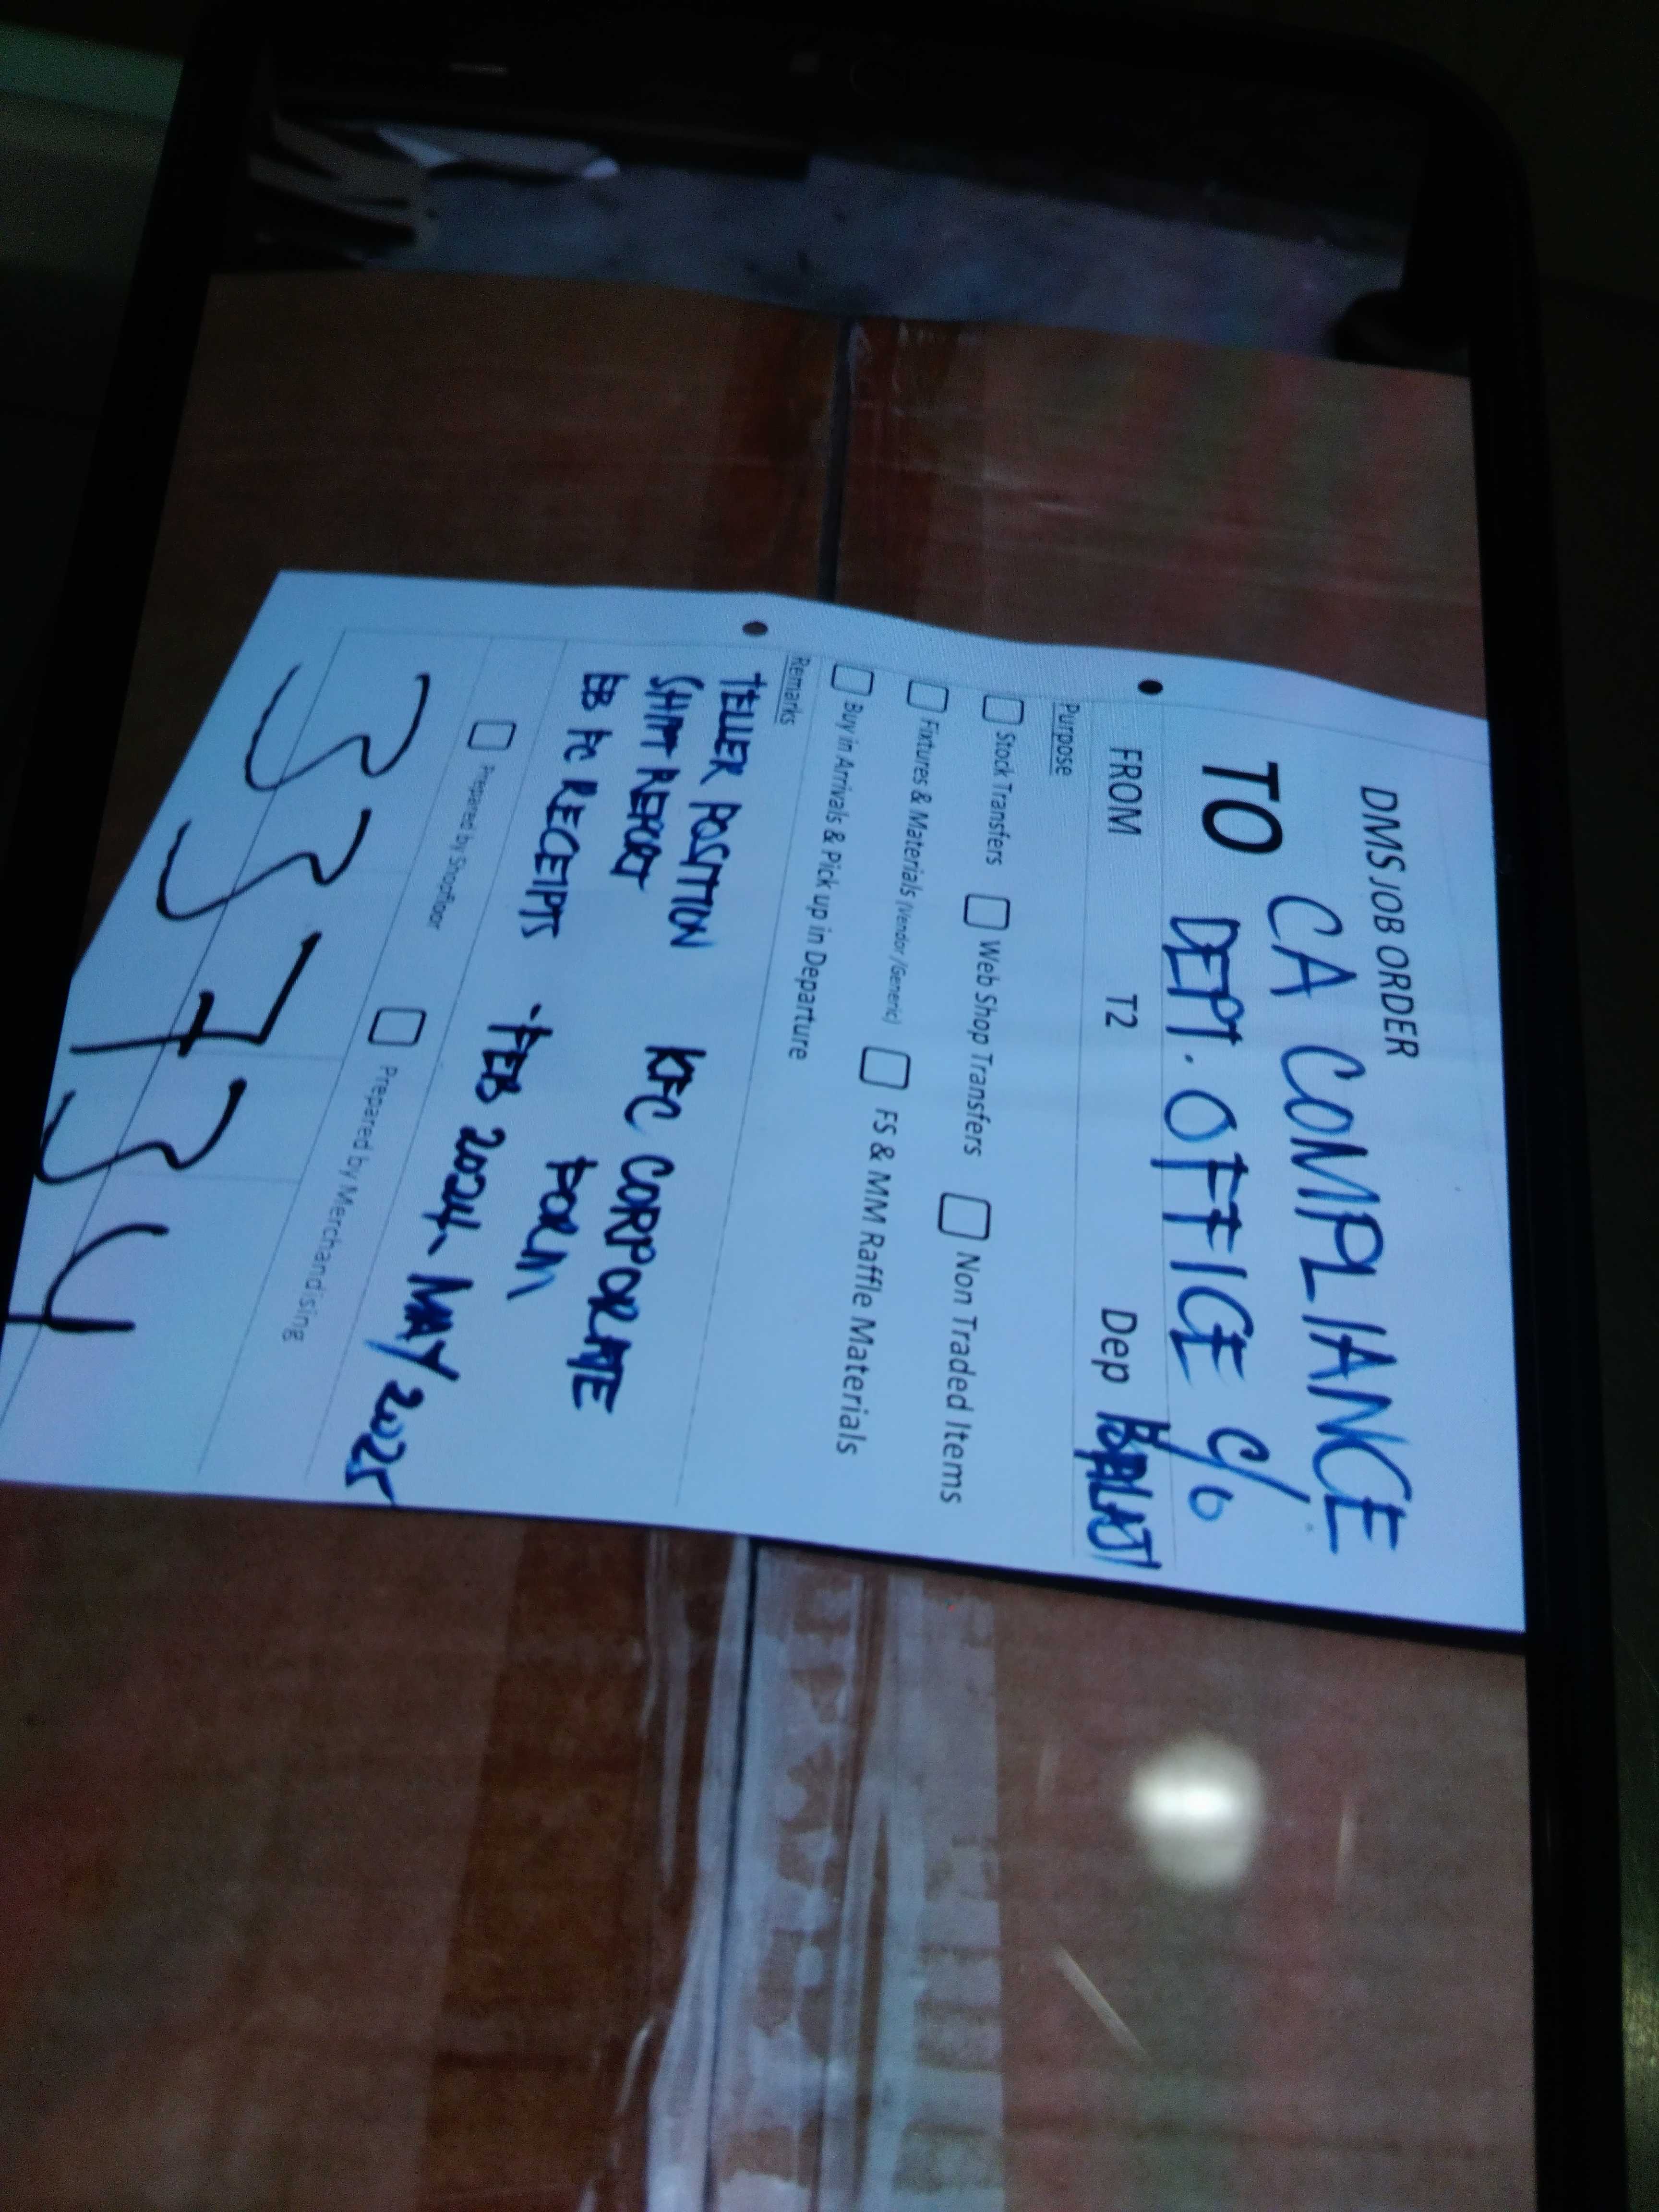 DMS JOB ORDER
TO CA COMPLIANCE
DEPT. OFFICE C/O
FROM T2 Dep
Purpose
Stock Transfers Web Shop Transfers Non Traded Items
Fixtures & Materials (Vendor/Generic) FS & MM Raffle Materials
Buy in Arrivals & Pick up in Departure
Remarks
TELLER POSITION KFC CORPORATE
SHIFT REPORT FORM
EB FC RECEIPTS - FEB 2024 - MAY 2025
Prepared by Shopfloor Prepared by Merchandising
33734